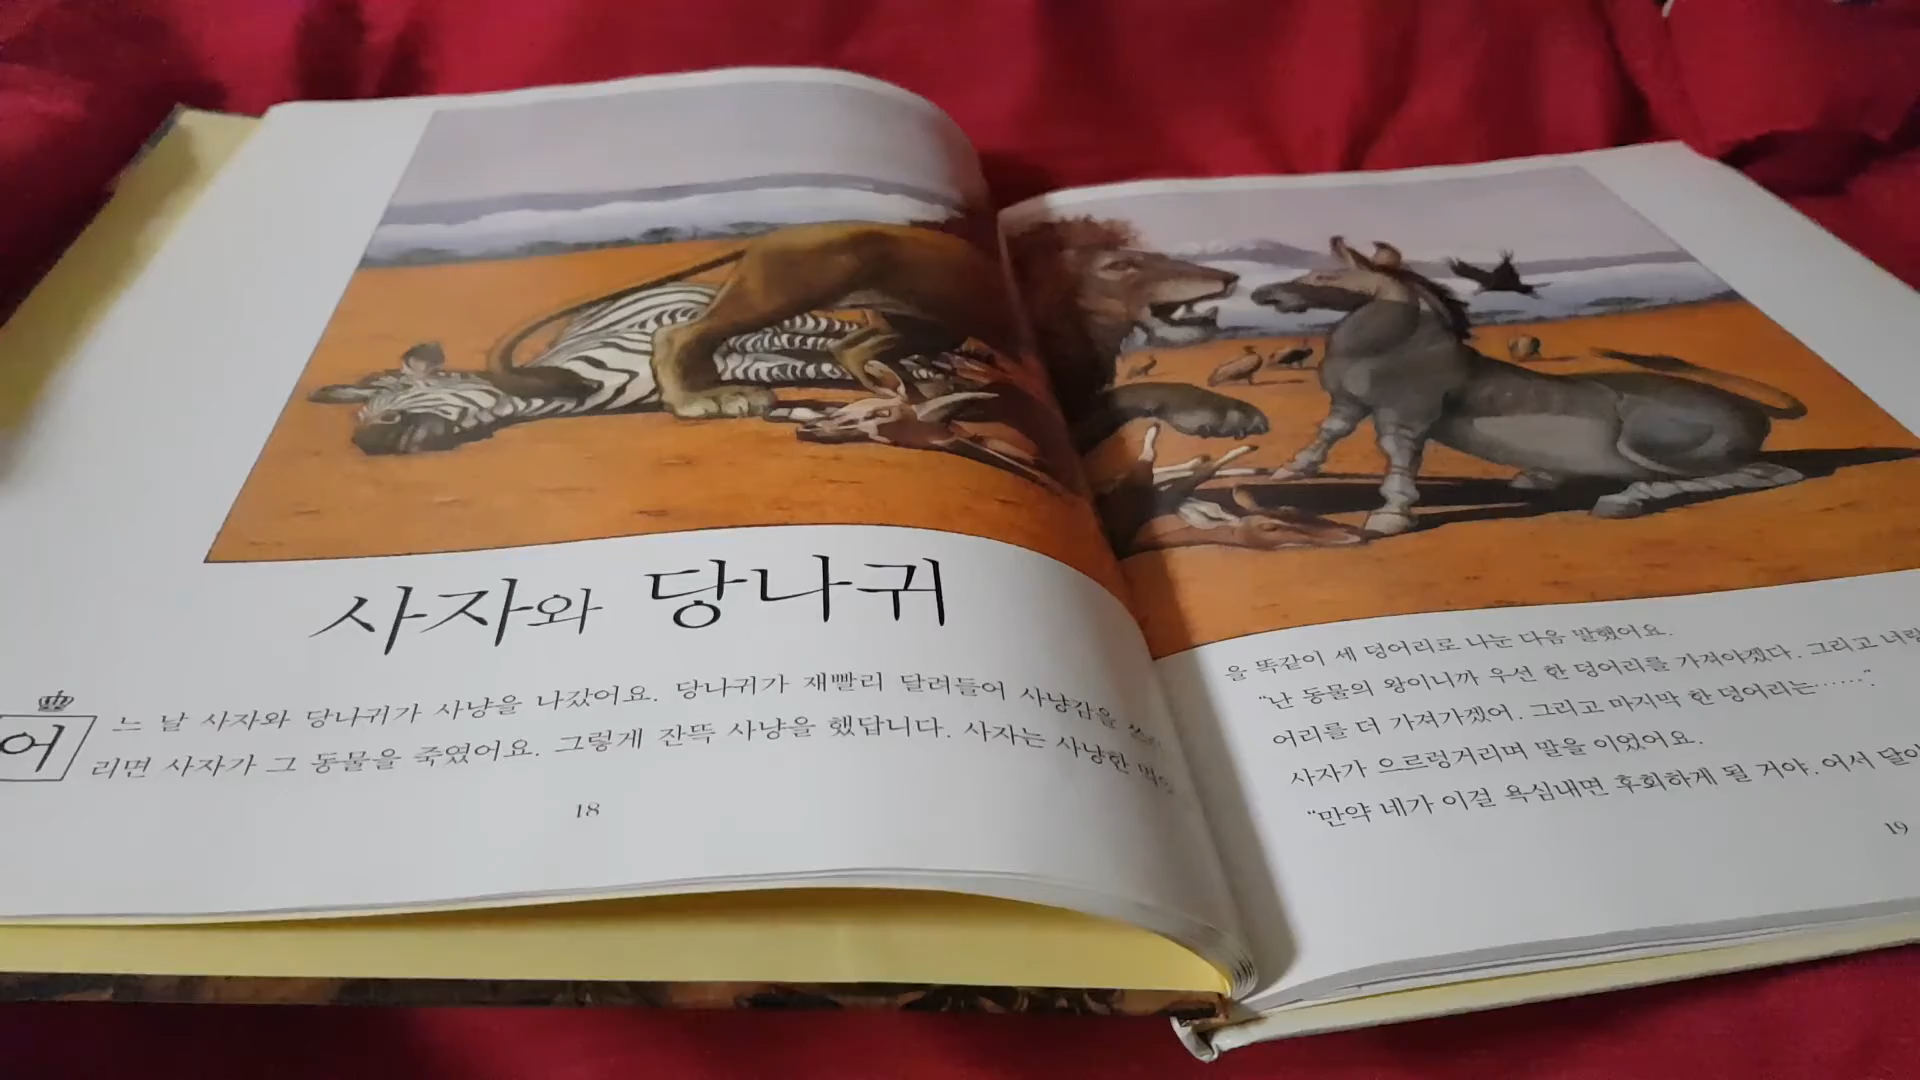 사자와 당나귀
어느 날 사자와 당나귀가 사냥을 나갔어요. 당나귀가 재빨리 달려들어 사냥감을
리면 사자가 그 동물을 죽였어요. 그렇게 잔뜩 사냥을 했답니다. 사자는 사냥한
18
을 똑같이 세 덩어리로 나눈 다음 말했어요.
“난 동물의 왕이니까 우선 한 덩어리를 가져야겠다. 그리고
어리를 더 가져가겠어. 그리고 마지막 한 덩어리는……”
사자가 으르렁거리며 말을 이었어요.
“만약 네가 이걸 욕심내면 후회하게 될 거야. 어서
19